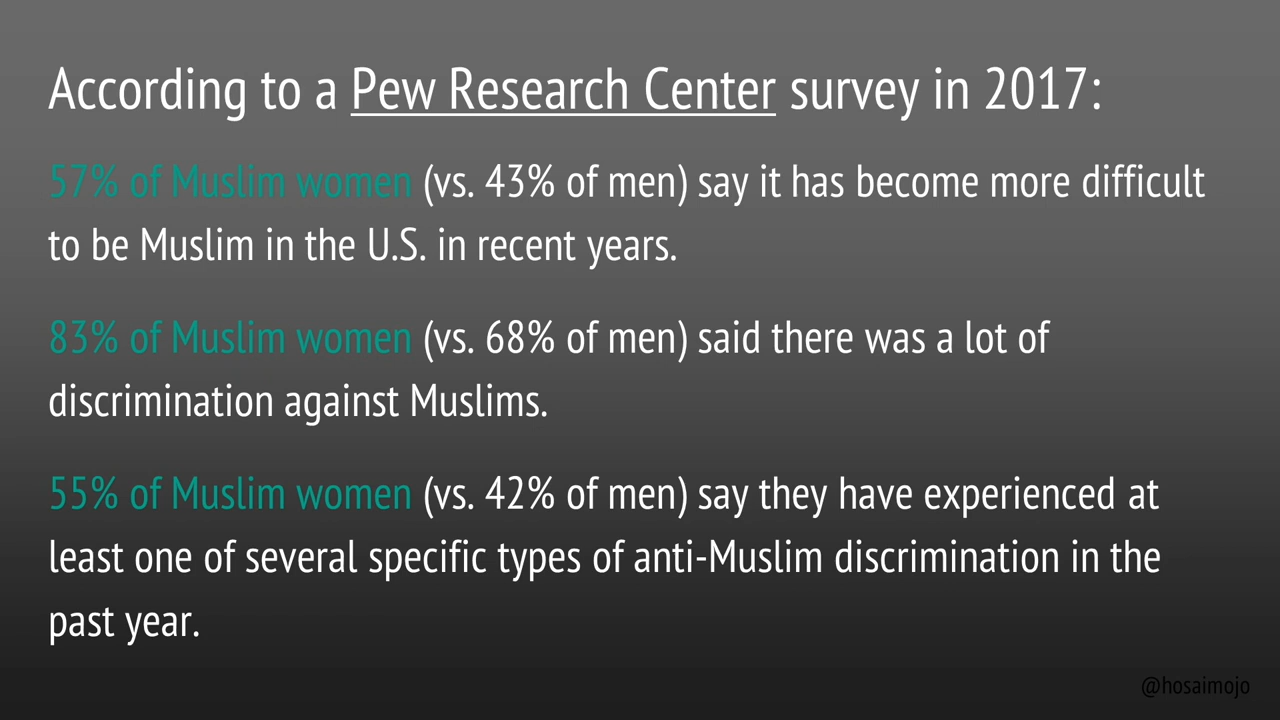 According to a Pew Research Center survey in 2017:
57% of Muslim women (vs. 43% of men) say it has become more difficult
to be Muslim in the U.S. in recent years.
83% of Muslim women (vs. 68% of men) said there was a lot of
discrimination against Muslims.
55% of Muslim women (vs. 42% of men) say they have experienced at
least one of several specific types of anti-Muslim discrimination in the
past year.
@hosaimojo